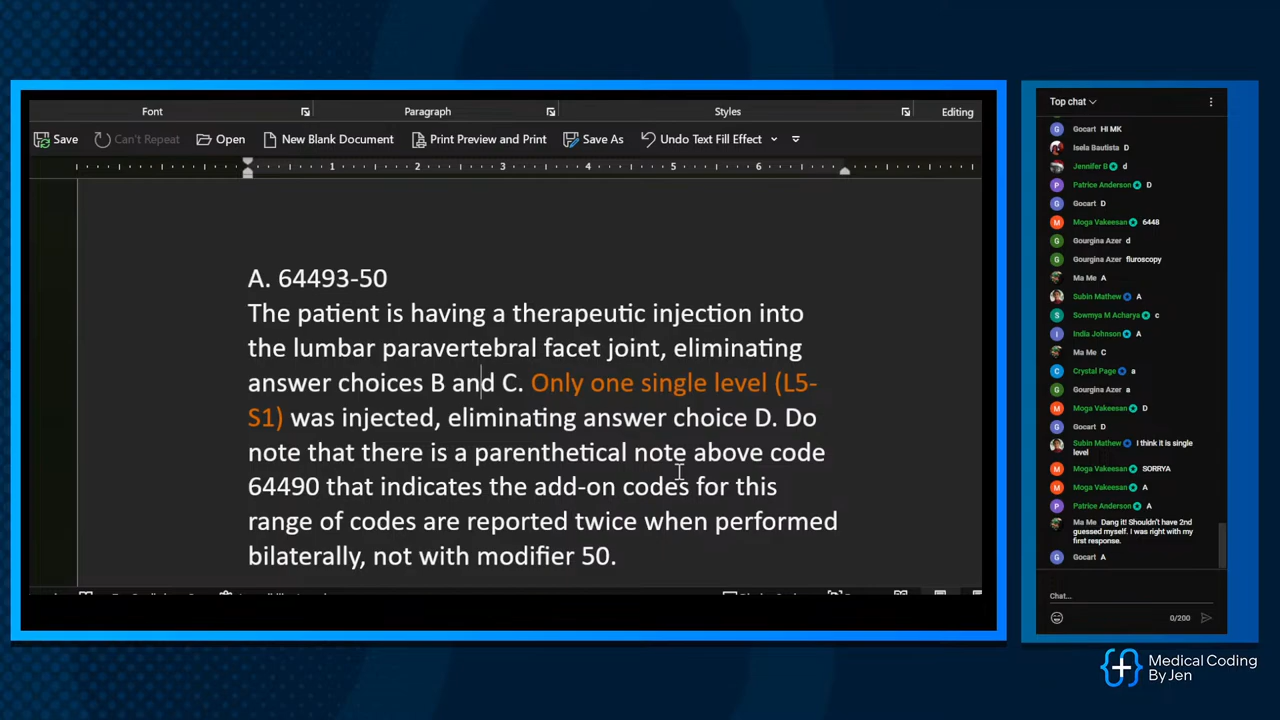 Font Paragraph Styles Editing
Save Can't Repeat Open New Blank Document Print Preview and Print Save As Undo Text Fill Effect
1 2 3 4 5 6
A. 64493-50
The patient is having a therapeutic injection into
the lumbar paravertebral facet joint, eliminating
answer choices B and C. Only one single level (L5-
S1) was injected, eliminating answer choice D. Do
note that there is a parenthetical note above code
64490 that indicates the add-on codes for this
range of codes are reported twice when performed
bilaterally, not with modifier 50.
Top chat
G Gocart HI MK
Isela Bautista D
Jennifer B d
P Patrice Anderson D
G Gocart D
M Moga Vakeesan 6448
G Gourgina Azer d
G Gourgina Azer fluroscopy
Ma Me A
Subin Mathew A
S Sowmya M Acharya c
India Johnson A
Ma Me C
Crystal Page a
G Gourgina Azer a
M Moga Vakeesan D
G Gocart D
Subin Mathew I think it is single
level
M Moga Vakeesan SORRYA
M Moga Vakeesan A
P Patrice Anderson A
Ma Me Dang it! Shouldn't have 2nd
guessed myself. I was right with my
first response.
G Gocart A
Chat...
0/200
Medical Coding
By Jen